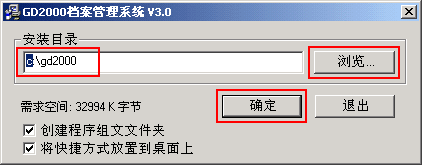 GD2000档案管理系统 V3.0
安装目录
c:\gd2000
浏览...
需求空间: 32994 K 字节
确定
退出
创建程序组文文件夹
将快捷方式放置到桌面上